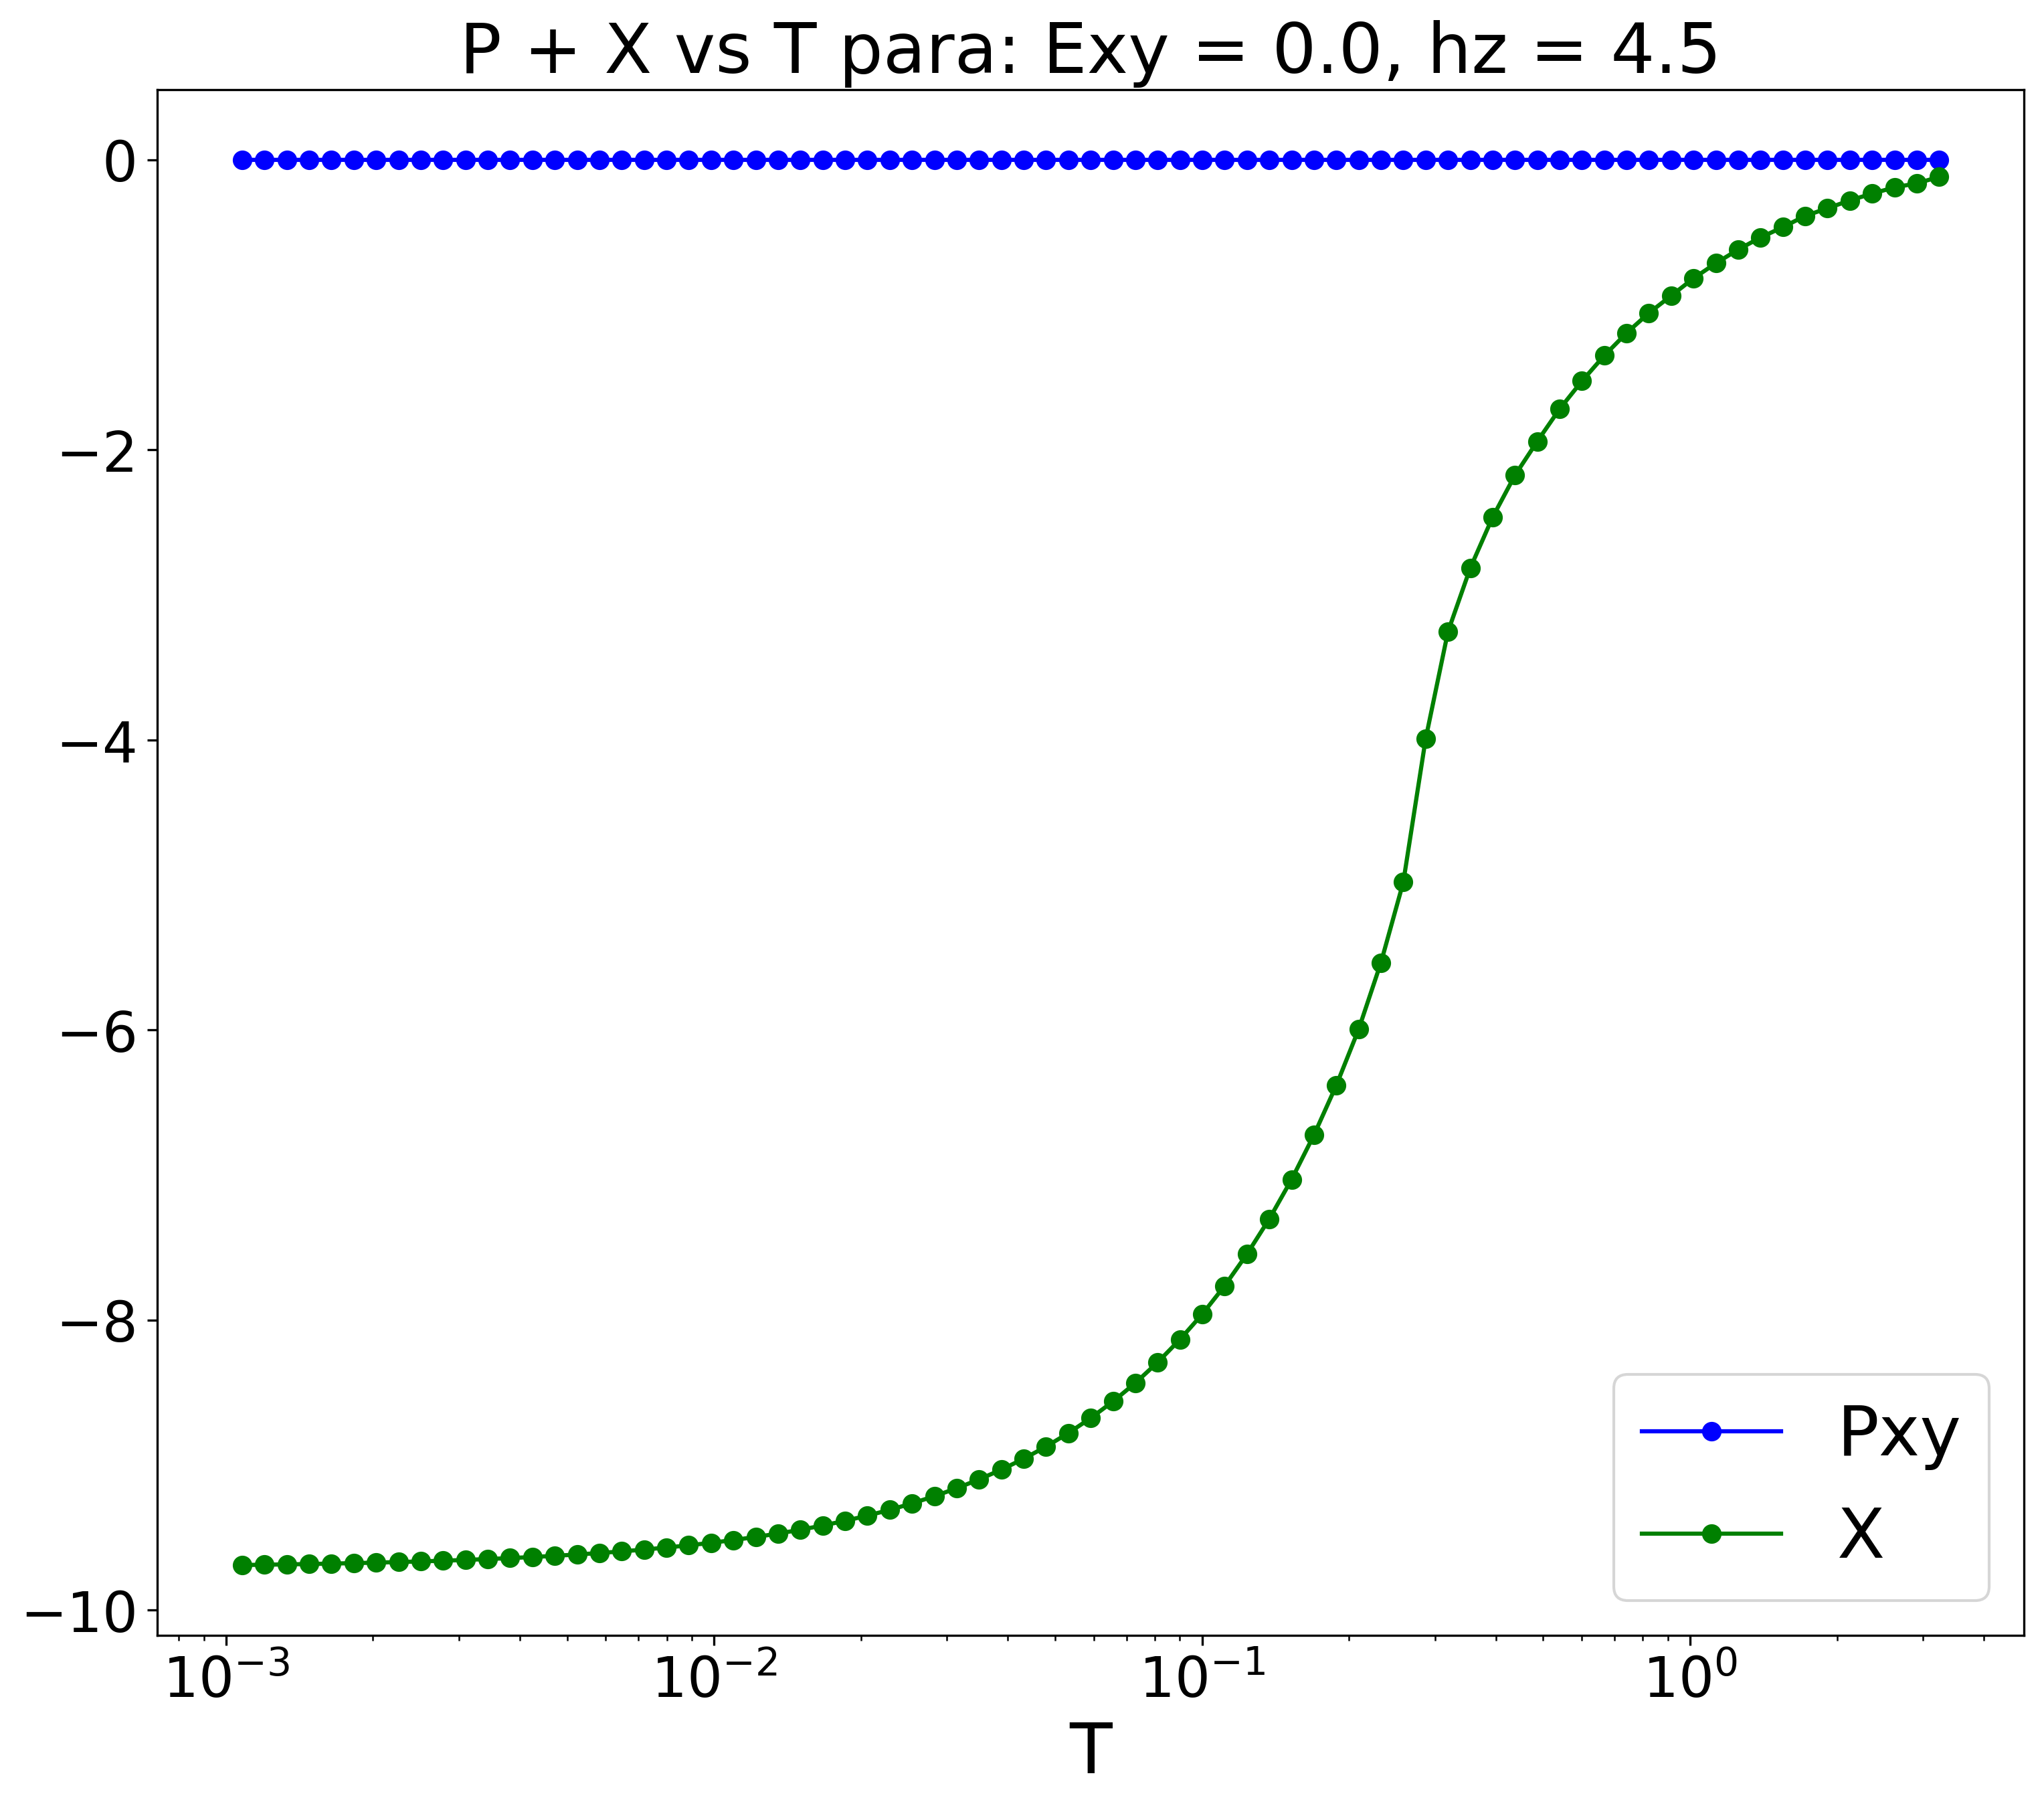 P + X vs T para: Exy = 0.0, hz = 4.5
0
−2
−4
−6
−8
−10
10⁻³ 10⁻² 10⁻¹ 10⁰
T
Pxy
X